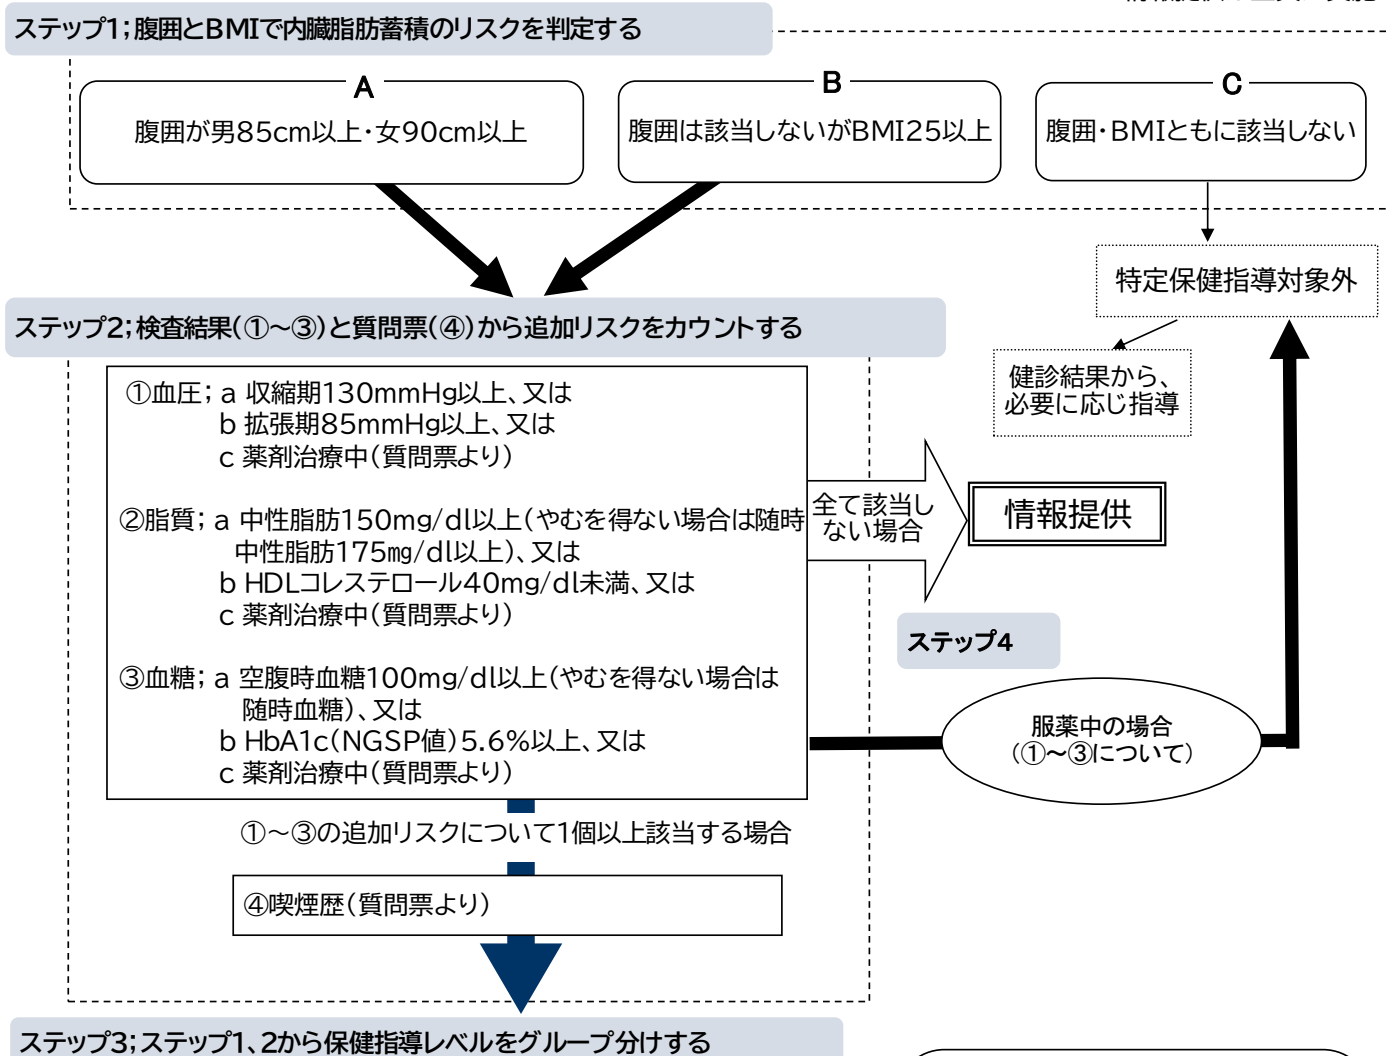 ステップ1;腹囲とBMIで内臓脂肪蓄積のリスクを判定する
A
腹囲が男85cm以上・女90cm以上
B
腹囲は該当しないがBMI25以上
C
腹囲・BMIともに該当しない
特定保健指導対象外
健診結果から、
必要に応じ指導
ステップ2;検査結果(①～③)と質問票(④)から追加リスクをカウントする
①血圧; a 収縮期130mmHg以上、又は
b 拡張期85mmHg以上、又は
c 薬剤治療中(質問票より)
②脂質; a 中性脂肪150mg/dl以上(やむを得ない場合は随時
中性脂肪175㎎/dl以上)、又は
b HDLコレステロール40mg/dl未満、又は
c 薬剤治療中(質問票より)
③血糖; a 空腹時血糖100mg/dl以上(やむを得ない場合は
随時血糖)、又は
b HbA1c(NGSP値)5.6%以上、又は
c 薬剤治療中(質問票より)
全て該当し
ない場合
情報提供
ステップ4
服薬中の場合
(①～③について)
①～③の追加リスクについて1個以上該当する場合
④喫煙歴(質問票より)
ステップ3;ステップ1、2から保健指導レベルをグループ分けする